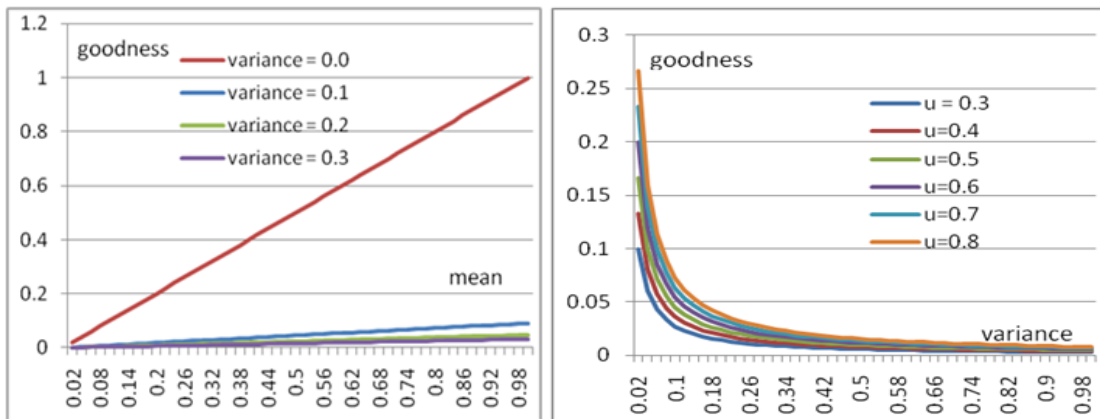 1.2
goodness
variance = 0.0
1
variance = 0.1
variance = 0.2
0.8
variance = 0.3
0.6
0.4
mean
0.2
0
0.02 0.08 0.14 0.2 0.26 0.32 0.38 0.44 0.5 0.56 0.62 0.68 0.74 0.8 0.86 0.92 0.98
0.3
goodness
0.25
u = 0.3
0.2
u=0.4
u=0.5
0.15
u=0.6
u=0.7
u=0.8
0.1
0.05
variance
0
0.02 0.1 0.18 0.26 0.34 0.42 0.5 0.58 0.66 0.74 0.82 0.9 0.98